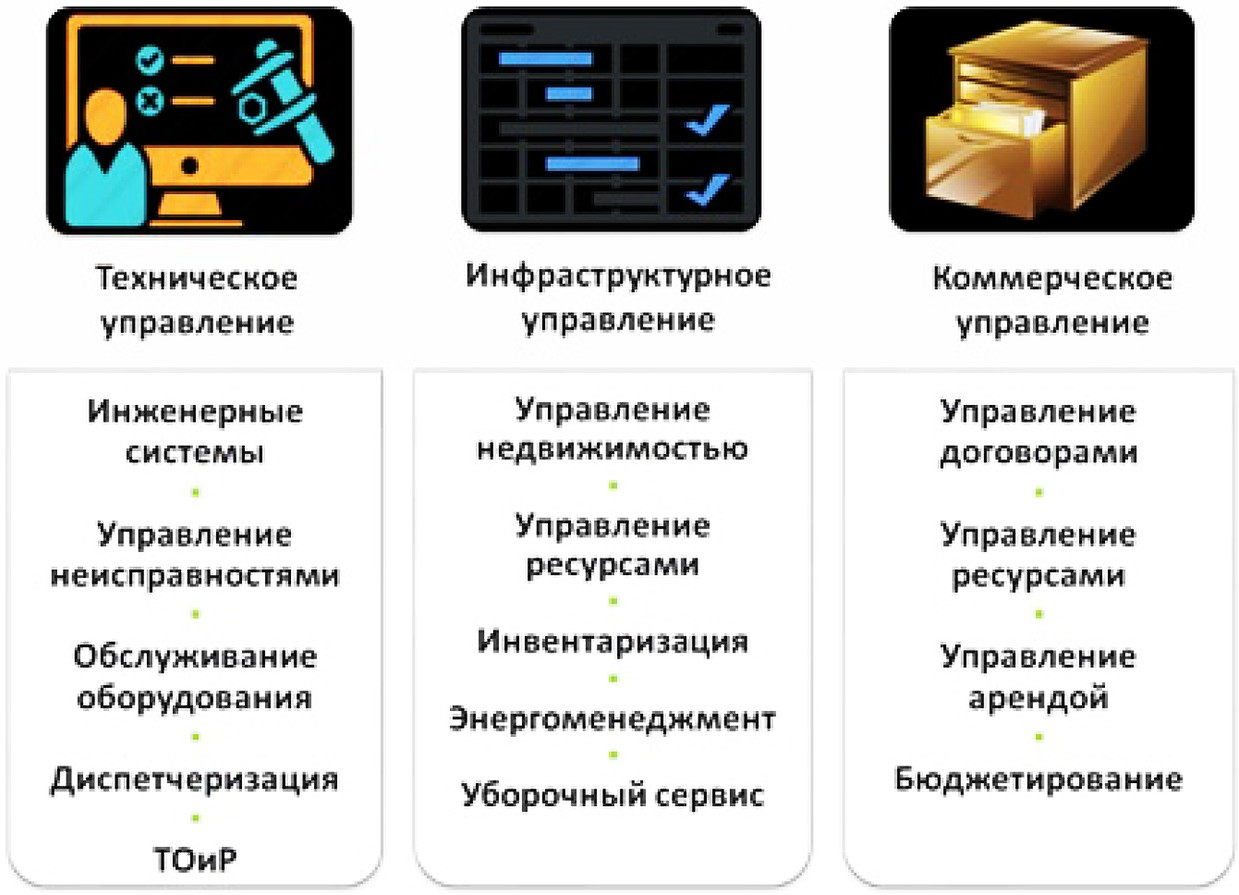 Техническое
управление
Инженерные
системы
Управление
неисправностями
Обслуживание
оборудования
Диспетчеризация
ТОиР
Инфраструктурное
управление
Управление
недвижимостью
Управление
ресурсами
Инвентаризация
Энергоменеджмент
Уборочный сервис
Коммерческое
управление
Управление
договорами
Управление
ресурсами
Управление
арендой
Бюджетирование